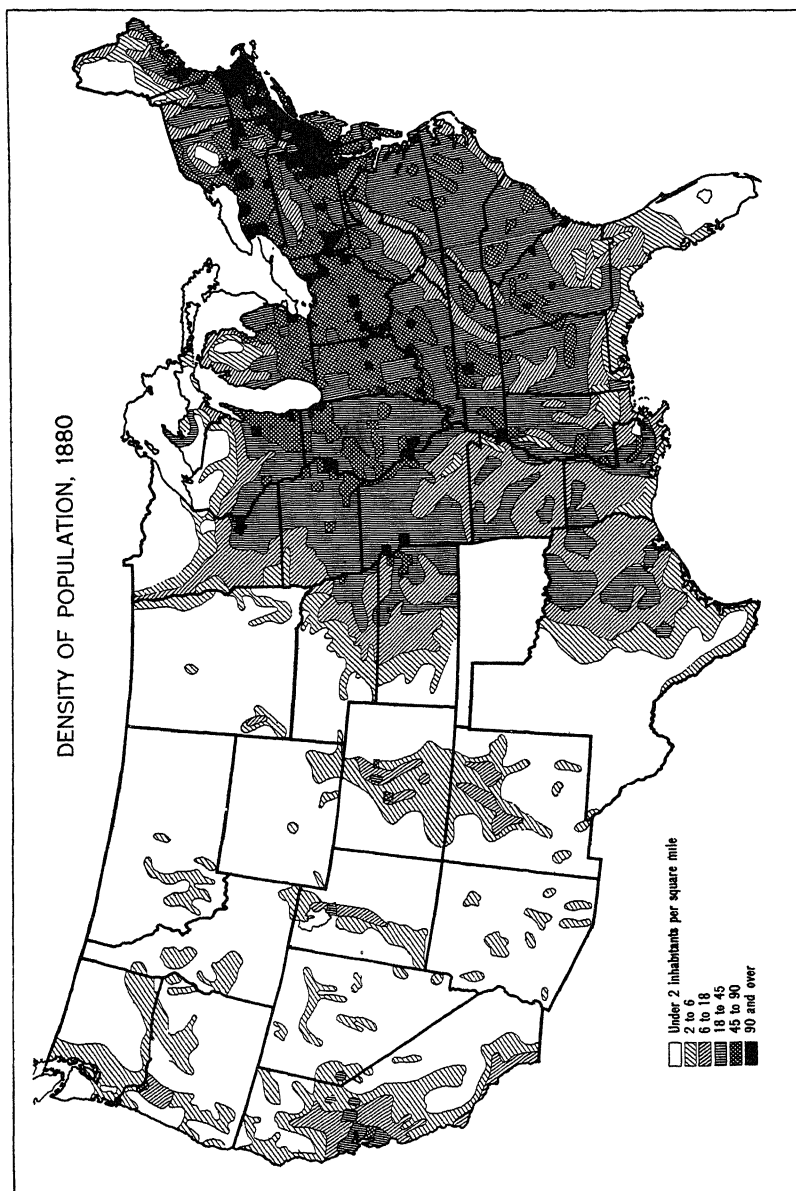 DENSITY OF POPULATION, 1880
Under 2 inhabitants per square mile
2 to 6
6 to 18
18 to 45
45 to 90
90 and over